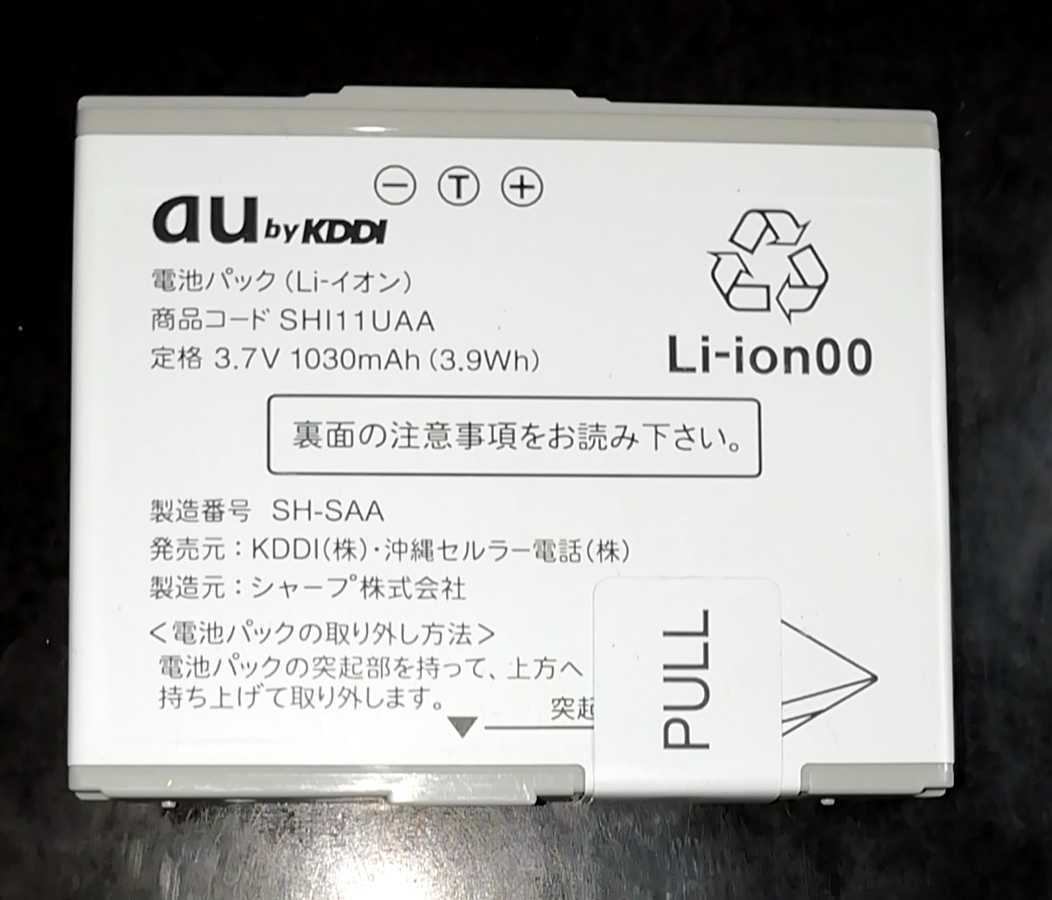 ⊖ Ⓣ ⊕
au by KDDI
電池パック(Li-イオン)
商品コード SHI11UAA
定格 3.7V 1030mAh (3.9Wh)
Li-ion00
裏面の注意事項をお読み下さい。
製造番号 SH-SAA
発売元:KDDI(株)・沖縄セルラー電話(株)
製造元:シャープ株式会社
<電池パックの取り外し方法>
電池パックの突起部を持って、上方へ
持ち上げて取り外します。
突起
PULL